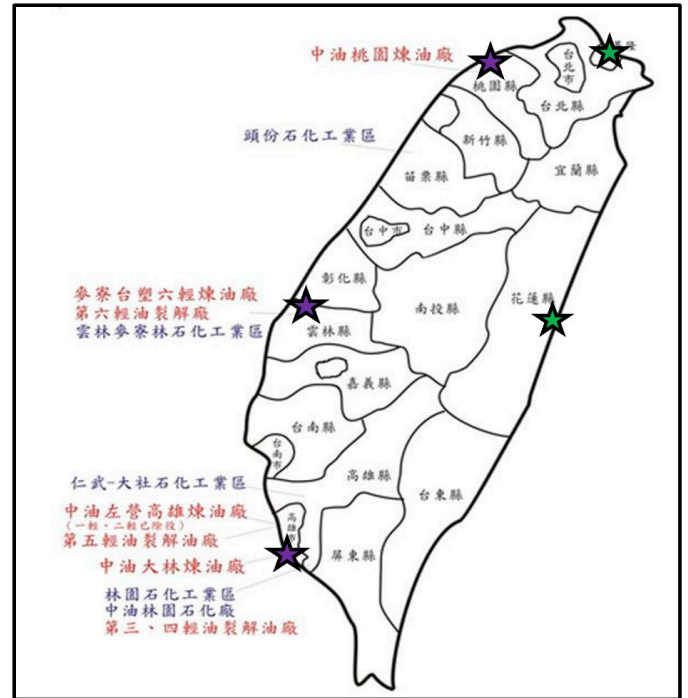 中油桃園煉油廠
台北市
桃園縣
台北縣
頭份石化工業區
新竹縣
宜蘭縣
苗栗縣
台中市
台中縣
彰化縣
麥寮台塑六輕煉油廠
第六輕油裂解廠
雲林麥寮林石化工業區
南投縣
花蓮縣
雲林縣
嘉義縣
台南縣
台南市
高雄縣
台東縣
仁武-大社石化工業區
中油左營高雄煉油廠
(一輕、二輕已除役)
第五輕油裂解油廠
高雄市
中油大林煉油廠
屏東縣
林園石化工業區
中油林園石化廠
第三、四輕油裂解油廠